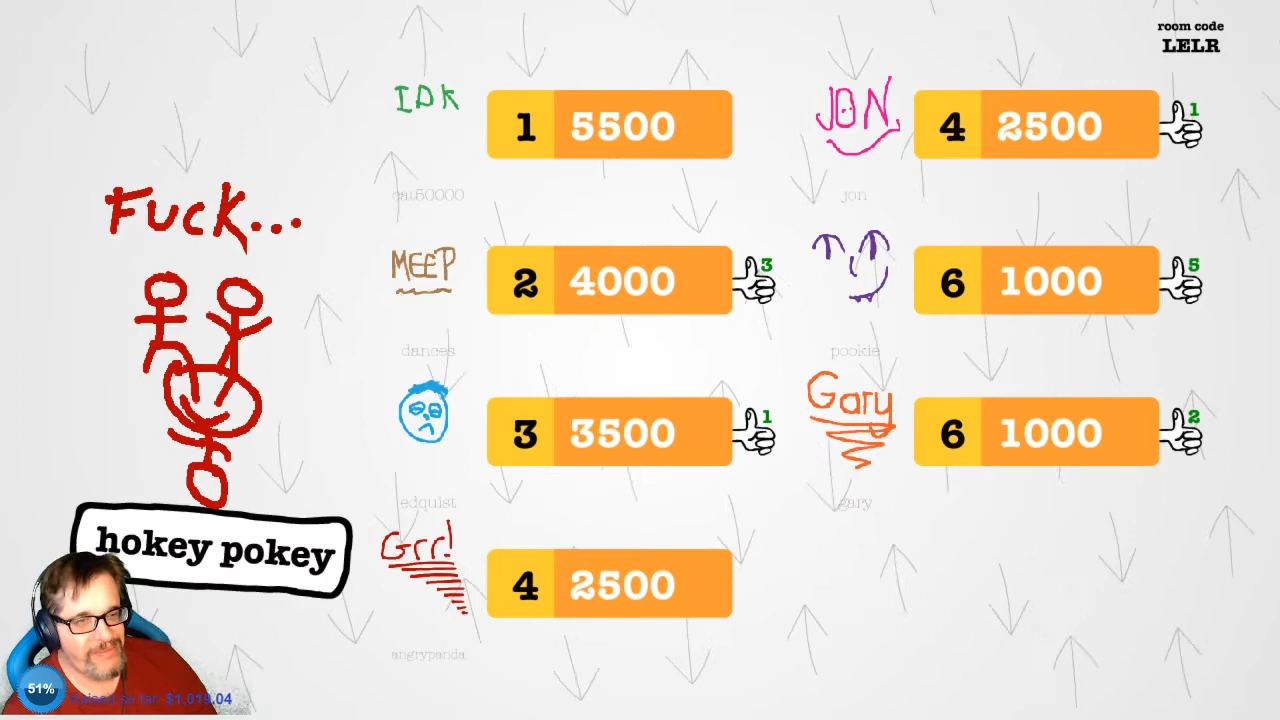 room code
LELR
FUCK...
hokey pokey
IDK
1 5500
cat50000
MEEP
2 4000
3
dances
3 3500
1
edquist
Grr!
4 2500
angrypanda
JON
4 2500
1
jon
6 1000
5
pookie
Gary
6 1000
2
gary
51%
Raised so far: $1,019.04